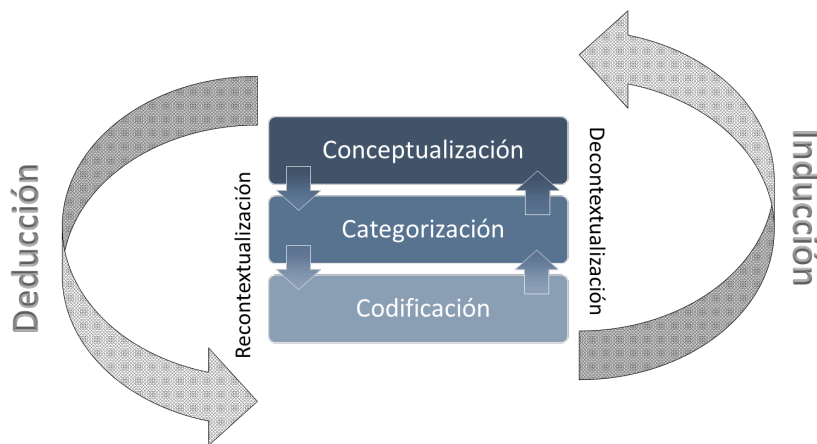 Deducción
Recontextualización
Conceptualización
Categorización
Codificación
Decontextualización
Inducción